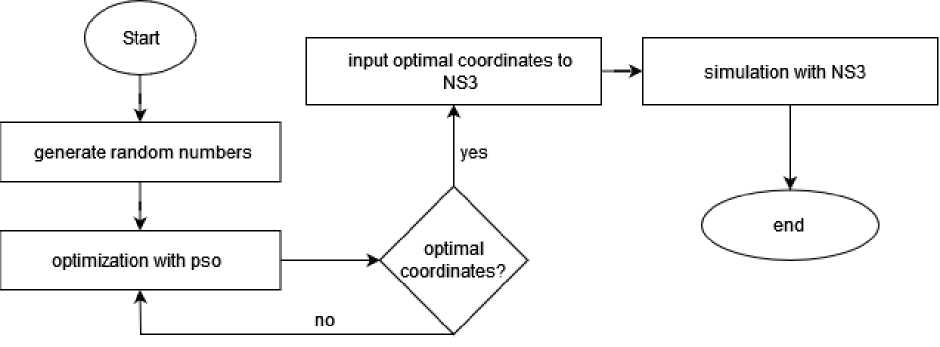 Start
generate random numbers
optimization with pso
optimal
coordinates?
no
yes
input optimal coordinates to
NS3
simulation with NS3
end